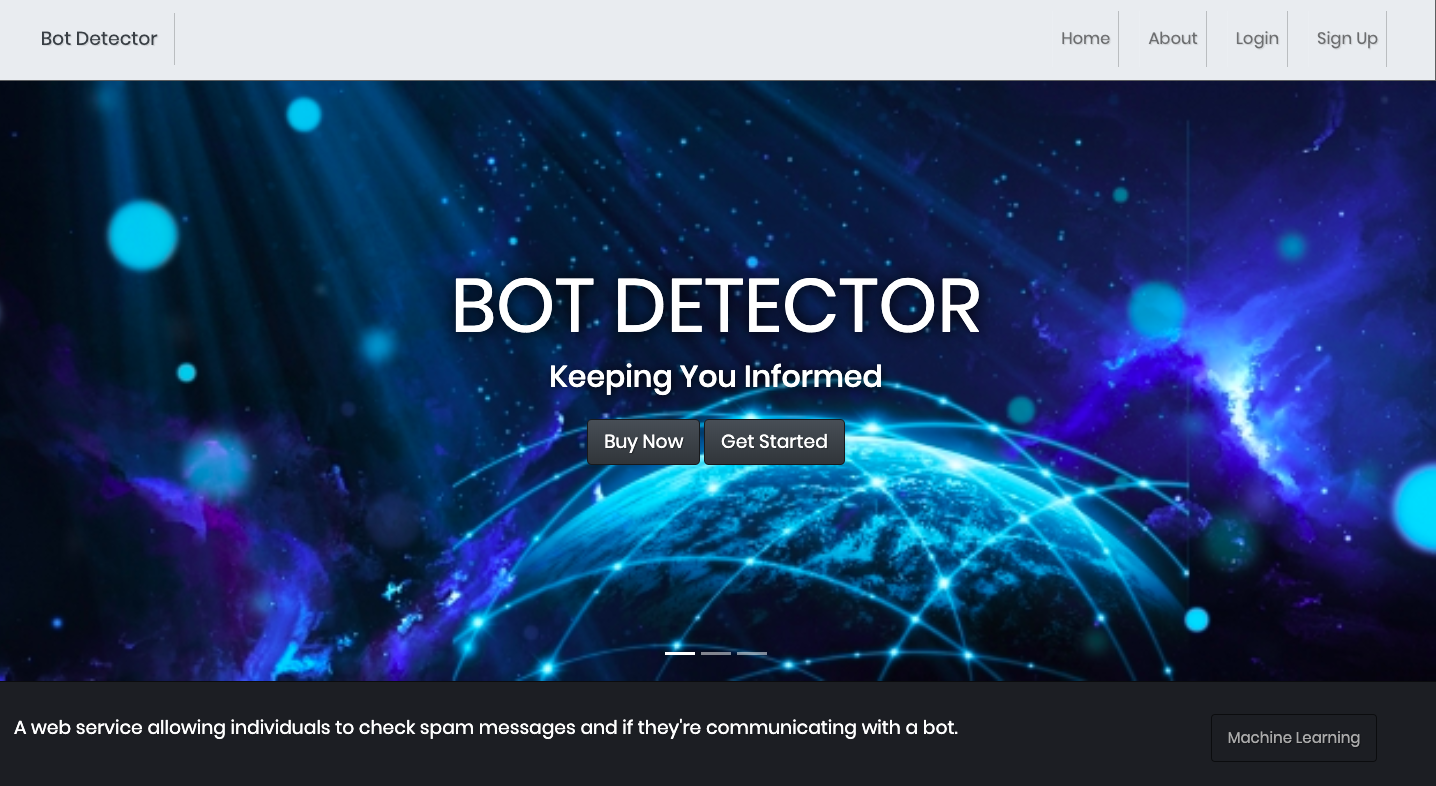 Bot Detector
Home
About
Login
Sign Up
BOT DETECTOR
Keeping You Informed
Buy Now
Get Started
A web service allowing individuals to check spam messages and if they're communicating with a bot.
Machine Learning